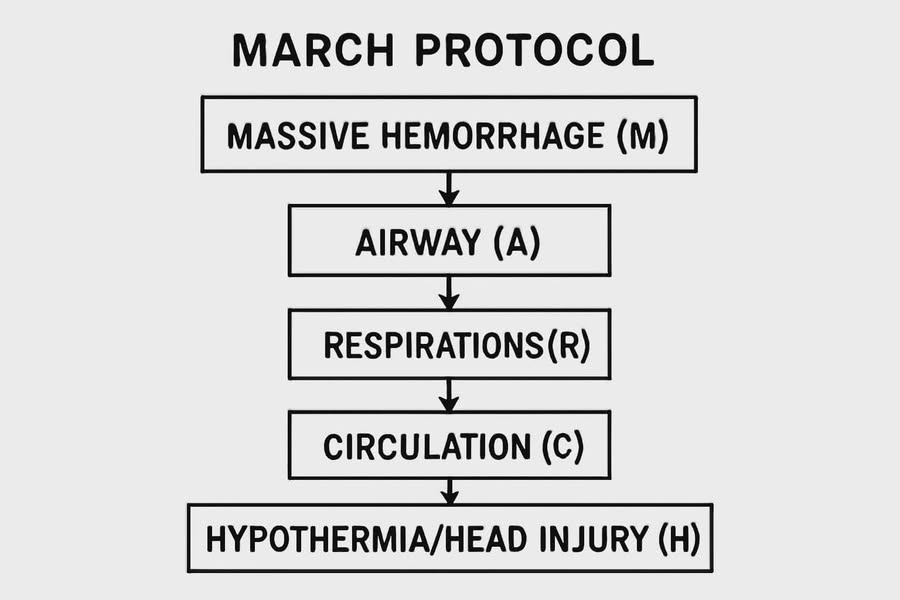 MARCH PROTOCOL
MASSIVE HEMORRHAGE (M)
AIRWAY (A)
RESPIRATIONS(R)
CIRCULATION (C)
HYPOTHERMIA/HEAD INJURY (H)